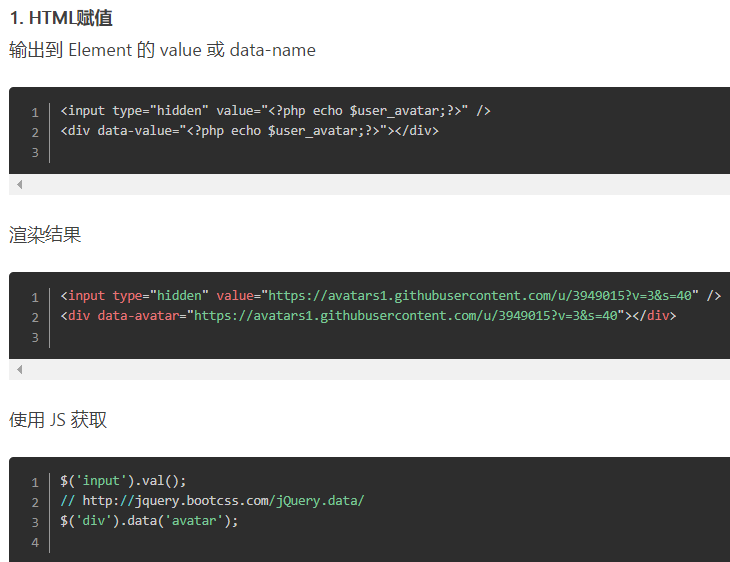 1. HTML赋值
输出到 Element 的 value 或 data-name
1 <input type="hidden" value="<?php echo $user_avatar;?>" />
2 <div data-value="<?php echo $user_avatar;?>"></div>
3
渲染结果
1 <input type="hidden" value="https://avatars1.githubusercontent.com/u/3949015?v=3&s=40" />
2 <div data-avatar="https://avatars1.githubusercontent.com/u/3949015?v=3&s=40"></div>
3
使用 JS 获取
1 $('input').val();
2 // http://jquery.bootcss.com/jQuery.data/
3 $('div').data('avatar');
4